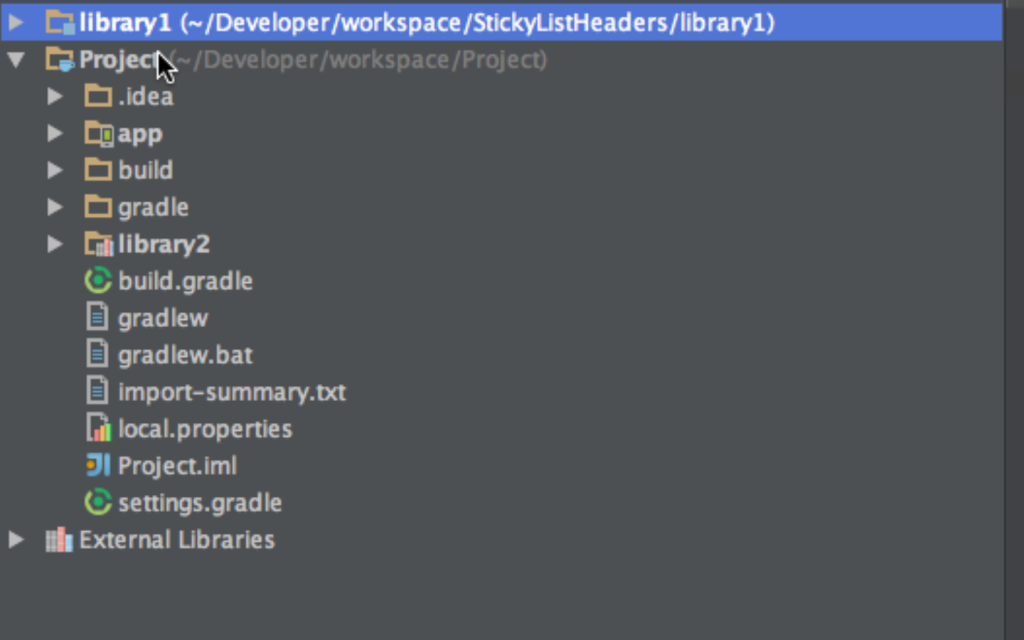 library1 (~/Developer/workspace/StickyListHeaders/library1)
Project (~/Developer/workspace/Project)
.idea
app
build
gradle
library2
build.gradle
gradlew
gradlew.bat
import-summary.txt
local.properties
Project.iml
settings.gradle
External Libraries